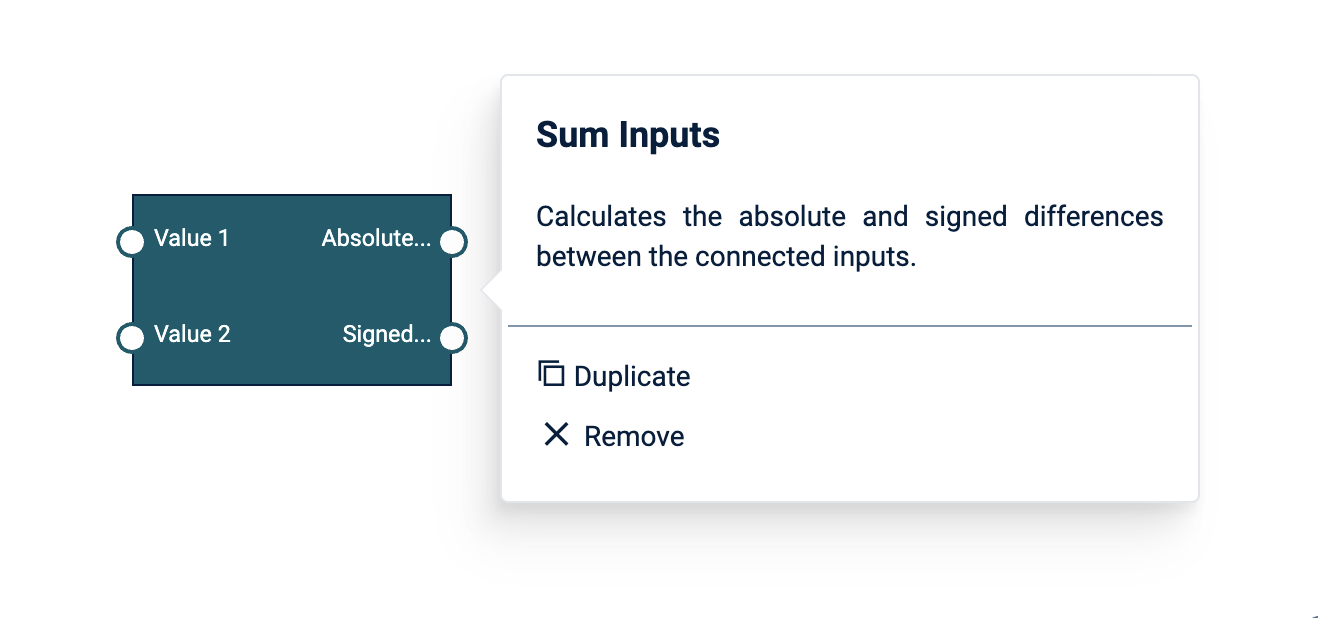 Value 1
Absolute...
Value 2
Signed...
Sum Inputs
Calculates the absolute and signed differences
between the connected inputs.
Duplicate
Remove